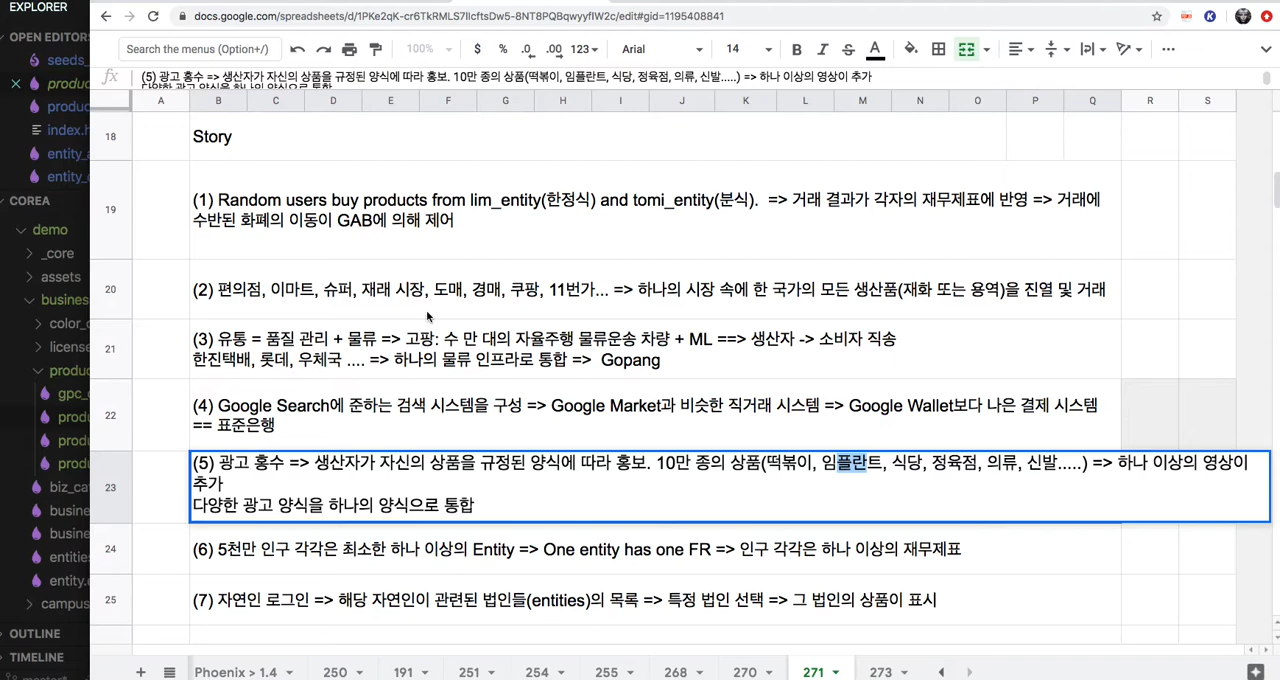 EXPLORER
docs.google.com/spreadsheets/d/1PKe2qK-cr6TkRMLS7IlcftsDw5-8NT8PQBqwyyfIW2c/edit#gid=1195408841
OPEN EDITORS
Search the menus (Option+/)
100%
$ % .0 .00 123
Arial
14
B I S A
seeds_
fx
(5) 광고 홍수 => 생산자가 자신의 상품을 규정된 양식에 따라 홍보. 10만 종의 상품(떡볶이, 임플란트, 식당, 정육점, 의류, 신발.....) => 하나 이상의 영상이 추가
다양한 광고 양식을 하나의 양식으로 통합
produc
A B C D E F G H I J K L M N O P Q R S
produc
index.h
entity_a
entity_c
18
Story
COREA
demo
_core
assets
busines
color_c
license
produc
gpc_c
produ
produ
produ
biz_cat
busine
busine
entities
entity.e
campus
OUTLINE
TIMELINE
19
(1) Random users buy products from lim_entity(한정식) and tomi_entity(분식). => 거래 결과가 각자의 재무제표에 반영 => 거래에
수반된 화폐의 이동이 GAB에 의해 제어
20
(2) 편의점, 이마트, 슈퍼, 재래 시장, 도매, 경매, 쿠팡, 11번가... => 하나의 시장 속에 한 국가의 모든 생산품(재화 또는 용역)을 진열 및 거래
21
(3) 유통 = 품질 관리 + 물류 => 고팡: 수 만 대의 자율주행 물류운송 차량 + ML ==> 생산자 -> 소비자 직송
한진택배, 롯데, 우체국 .... => 하나의 물류 인프라로 통합 => Gopang
22
(4) Google Search에 준하는 검색 시스템을 구성 => Google Market과 비슷한 직거래 시스템 => Google Wallet보다 나은 결제 시스템
== 표준은행
23
(5) 광고 홍수 => 생산자가 자신의 상품을 규정된 양식에 따라 홍보. 10만 종의 상품(떡볶이, 임플란트, 식당, 정육점, 의류, 신발.....) => 하나 이상의 영상이
추가
다양한 광고 양식을 하나의 양식으로 통합
24
(6) 5천만 인구 각각은 최소한 하나 이상의 Entity => One entity has one FR => 인구 각각은 하나 이상의 재무제표
25
(7) 자연인 로그인 => 해당 자연인이 관련된 법인들(entities)의 목록 => 특정 법인 선택 => 그 법인의 상품이 표시
Phoenix > 1.4 250 191 251 254 255 268 270 271 273